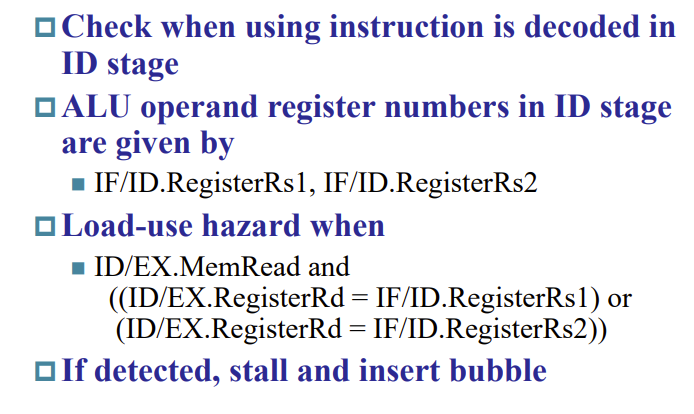 Check when using instruction is decoded in
ID stage
ALU operand register numbers in ID stage
are given by
IF/ID.RegisterRs1, IF/ID.RegisterRs2
Load-use hazard when
ID/EX.MemRead and
((ID/EX.RegisterRd = IF/ID.RegisterRs1) or
(ID/EX.RegisterRd = IF/ID.RegisterRs2))
If detected, stall and insert bubble